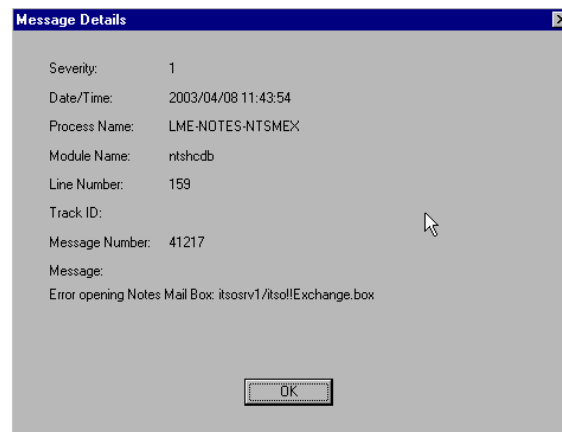 Message Details
Severity: 1
Date/Time: 2003/04/08 11:43:54
Process Name: LME-NOTES-NTSMEX
Module Name: ntshcdb
Line Number: 159
Track ID:
Message Number: 41217
Message:
Error opening Notes Mail Box: itsosrv1/itso!!Exchange.box
OK